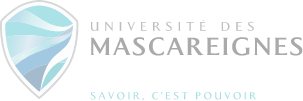 UNIVERSITÉ DES
MASCAREIGNES
SAVOIR, C'EST POUVOIR